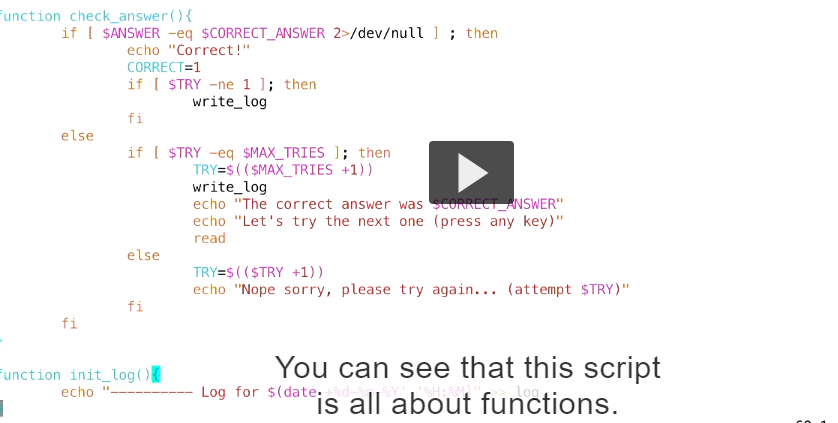 function check_answer(){
if [ $ANSWER -eq $CORRECT_ANSWER 2>/dev/null ] ; then
echo "Correct!"
CORRECT=1
if [ $TRY -ne 1 ]; then
write_log
fi
else
if [ $TRY -eq $MAX_TRIES ]; then
TRY=$(($MAX_TRIES +1))
write_log
echo "The correct answer was $CORRECT_ANSWER"
echo "Let's try the next one (press any key)"
read
else
TRY=$(($TRY +1))
echo "Nope sorry, please try again... (attempt $TRY)"
fi
fi
}
function init_log(){
echo "---------- Log for $(date +%d-%m-%Y' '%H:%M)" >> log
You can see that this script
is all about functions.